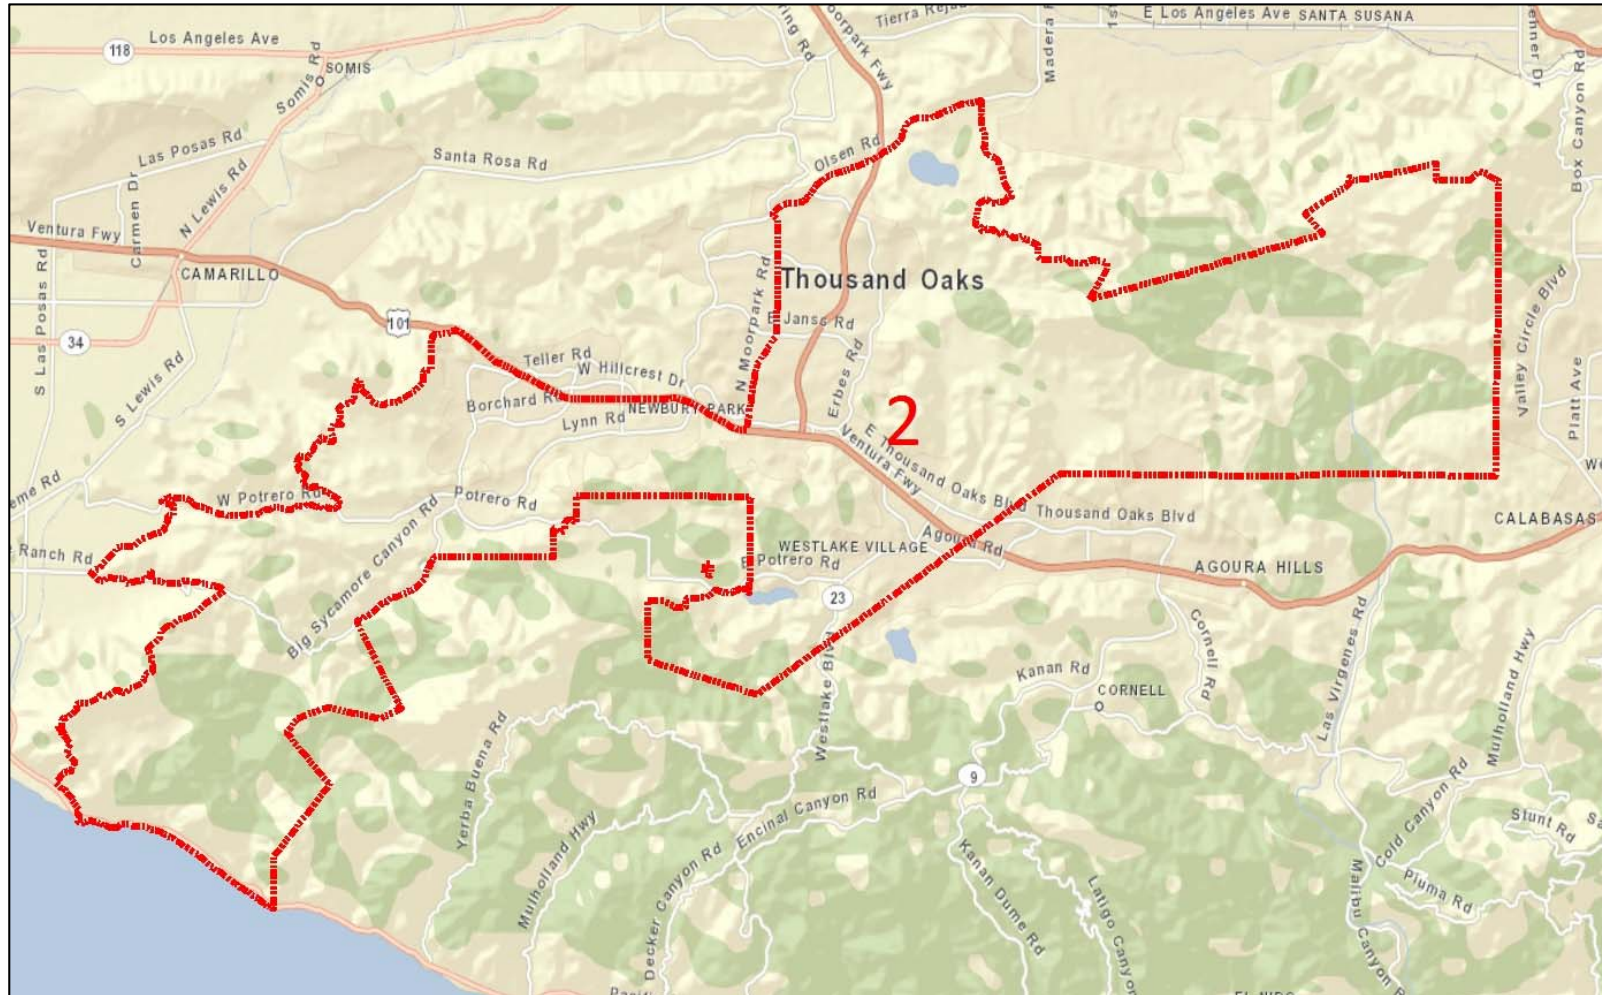 Tierra Reja
E Los Angeles Ave
SANTA SUSANA
118
Los Angeles Ave
SOMIS
Somis Rd
Madera
Box Canyon Rd
Las Posas Rd
Santa Rosa Rd
Olsen Rd
Carmen Dr
N Lewis Rd
Ventura Fwy
CAMARILLO
S Las Posas Rd
N Moorpark Rd
Thousand Oaks
Valley Circle Blvd
101
34
E Janss Rd
Teller Rd
W Hillcrest Dr
Erbes Rd
S Lewis Rd
Borchard Rd
NEWBURY PARK
Lynn Rd
2
Platt Ave
E Thousand Oaks Blvd
Ventura Fwy
W Potrero Rd
Potrero Rd
Thousand Oaks Blvd
CALABASAS
Ranch Rd
Agoura Rd
WESTLAKE VILLAGE
E Potrero Rd
AGOURA HILLS
Big Sycamore Canyon Rd
23
Westlake Blvd
Cornell Rd
Las Virgenes Rd
Mulholland Hwy
Kanan Rd
CORNELL
Yerba Buena Rd
9
Encinal Canyon Rd
Mulholland Hwy
Decker Canyon Rd
Kanan Dume Rd
Latigo Canyon
Cold Canyon Rd
Stunt Rd
Piuma Rd
Malibu Canyon R